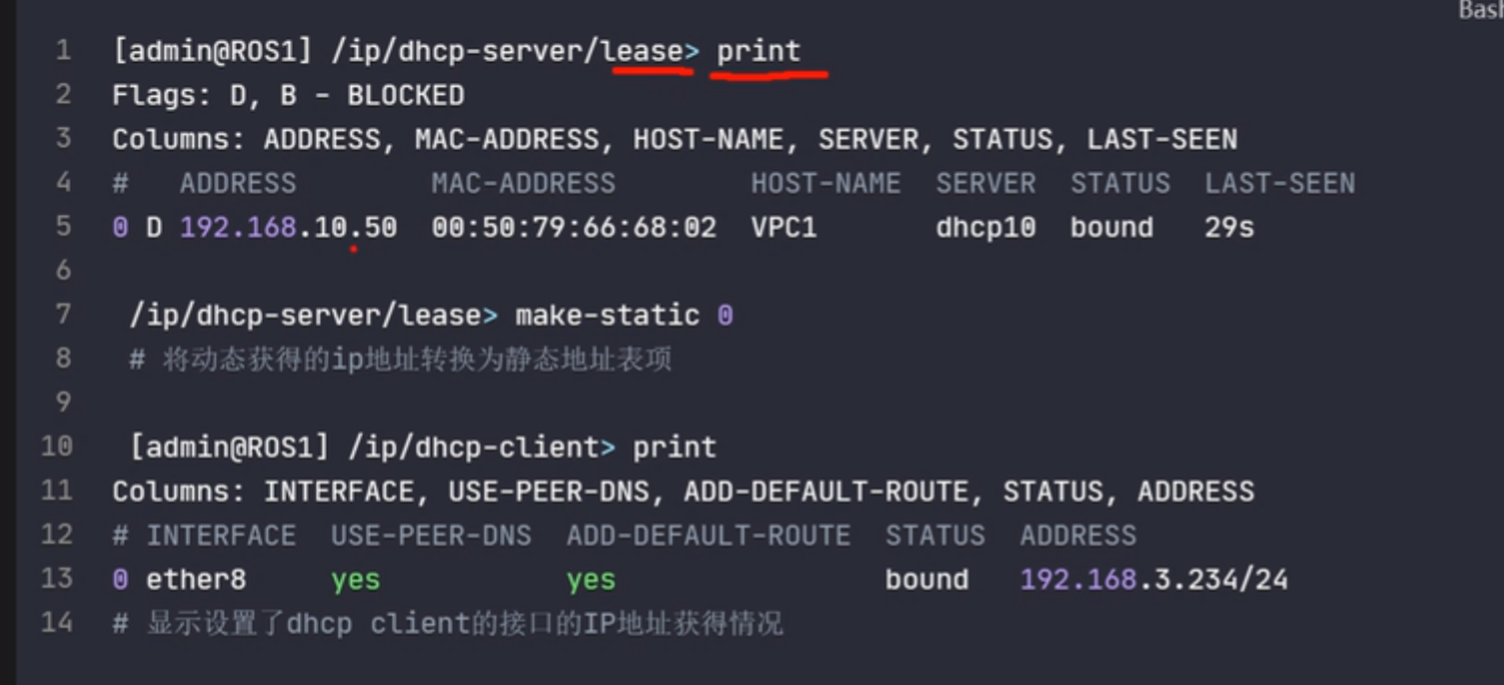 Bash
1 [admin@ROS1] /ip/dhcp-server/lease> print
2 Flags: D, B - BLOCKED
3 Columns: ADDRESS, MAC-ADDRESS, HOST-NAME, SERVER, STATUS, LAST-SEEN
4 #   ADDRESS        MAC-ADDRESS        HOST-NAME  SERVER  STATUS  LAST-SEEN
5 0 D 192.168.10.50  00:50:79:66:68:02  VPC1       dhcp10  bound   29s
6
7  /ip/dhcp-server/lease> make-static 0
8  # 将动态获得的ip地址转换为静态地址表项
9
10  [admin@ROS1] /ip/dhcp-client> print
11 Columns: INTERFACE, USE-PEER-DNS, ADD-DEFAULT-ROUTE, STATUS, ADDRESS
12 # INTERFACE  USE-PEER-DNS  ADD-DEFAULT-ROUTE  STATUS  ADDRESS
13 0 ether8     yes           yes                bound   192.168.3.234/24
14 # 显示设置了dhcp client的接口的IP地址获得情况